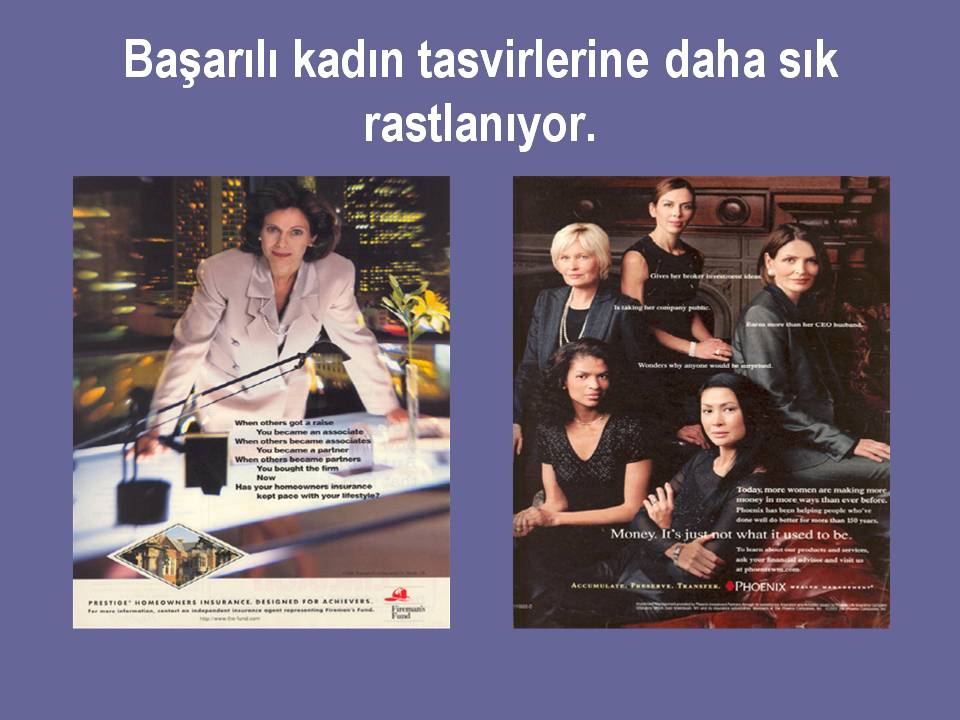 Başarılı kadın tasvirlerine daha sık
rastlanıyor.
When others got a raise
You became an associate
When others became associates
You became a partner
When others became partners
You bought the firm
Now
Has your homeowners insurance
kept pace with your lifestyle?
PRESTIGE® HOMEOWNERS INSURANCE. DESIGNED FOR ACHIEVERS.
For more information, contact an independent insurance agent representing Fireman's Fund.
http://www.the-fund.com
Fireman's
Fund
Gives her broker investment ideas.
Is taking her company public.
Earns more than her CEO husband.
Wonders why anyone would be surprised.
Today, more women are making more
money in more ways than ever before.
Phoenix has been helping people who've
done well do better for more than 150 years.
Money. It's just not what it used to be.
To learn about our products and services,
ask your financial advisor and visit us
at phoenixwm.com.
ACCUMULATE. PRESERVE. TRANSFER.
PHOENIX WEALTH MANAGEMENT®